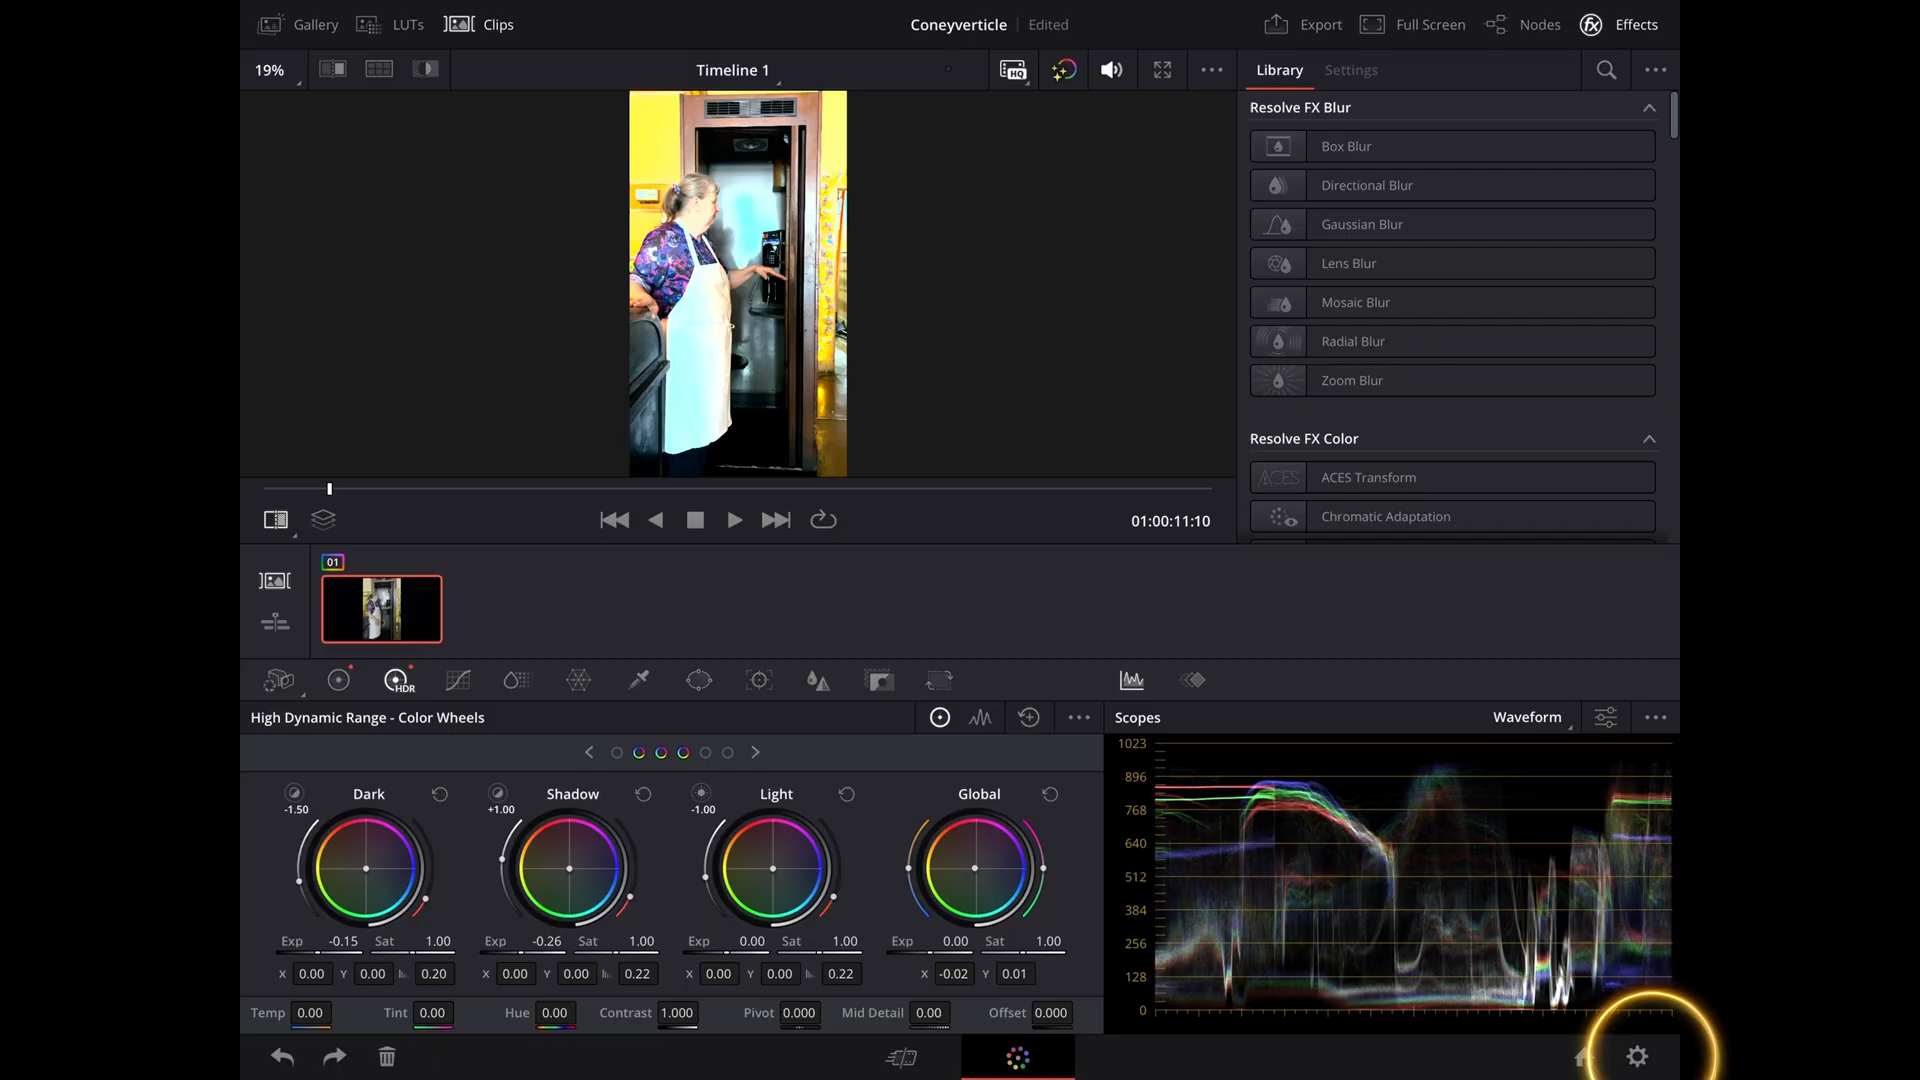 Gallery LUTs Clips Coneyverticle Edited Export Full Screen Nodes Effects
19% Timeline 1 HQ Library Settings
Resolve FX Blur
Box Blur
Directional Blur
Gaussian Blur
Lens Blur
Mosaic Blur
Radial Blur
Zoom Blur
Resolve FX Color
ACES ACES Transform
Chromatic Adaptation
01:00:11:10
01
HDR
High Dynamic Range - Color Wheels Scopes Waveform
Dark Shadow Light Global
-1.50 +1.00 -1.00
Exp -0.15 Sat 1.00 Exp -0.26 Sat 1.00 Exp 0.00 Sat 1.00 Exp 0.00 Sat 1.00
X 0.00 Y 0.00 0.20 X 0.00 Y 0.00 0.22 X 0.00 Y 0.00 0.22 X -0.02 Y 0.01
Temp 0.00 Tint 0.00 Hue 0.00 Contrast 1.000 Pivot 0.000 Mid Detail 0.00 Offset 0.000
1023
896
768
640
512
384
256
128
0